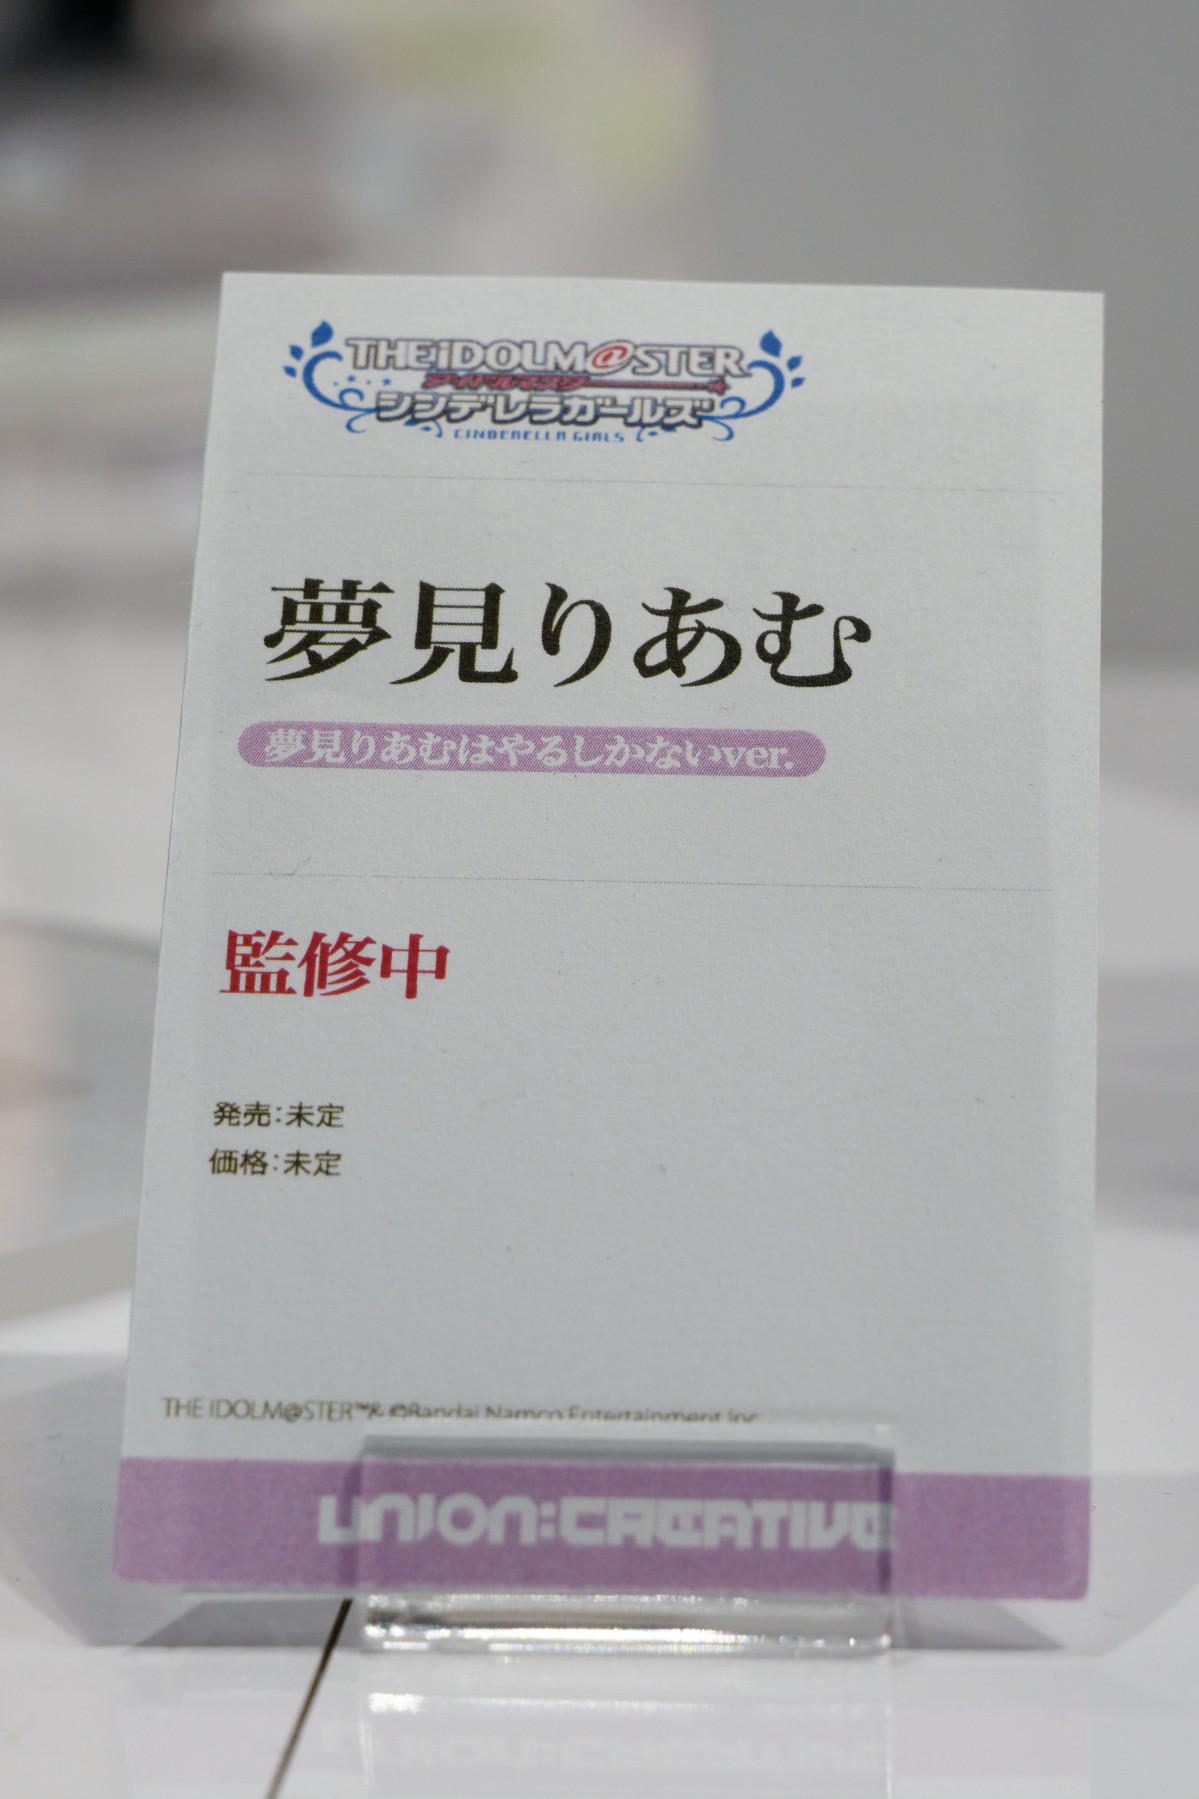 THE iDOLM@STER
アイドルマスター
シンデレラガールズ
CINDERELLA GIRLS
夢見りあむ
夢見りあむはやるしかないver.
監修中
発売：未定
価格：未定
THE IDOLM@STER™& ©Bandai Namco Entertainment Inc.
UNION:CREATIVE